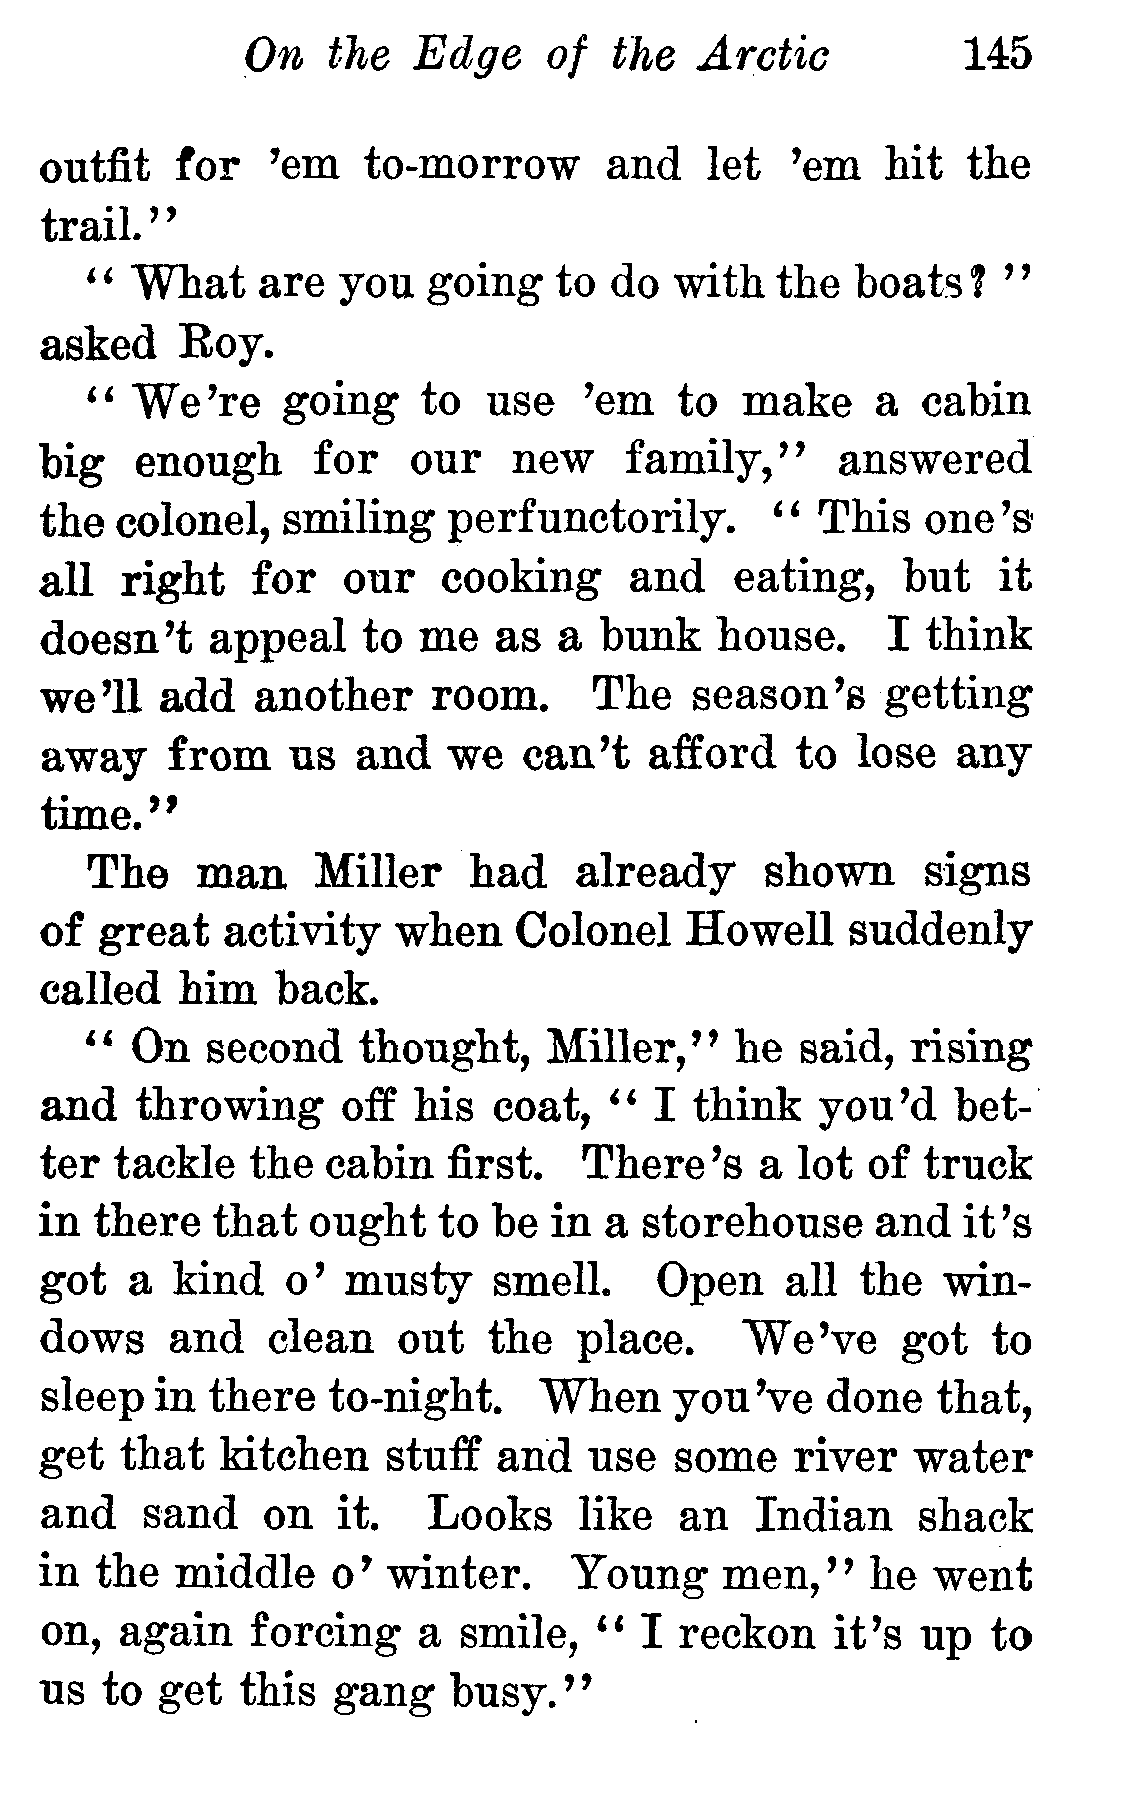 On the Edge of the Arctic 145
outfit for 'em to-morrow and let 'em hit the
trail."
" What are you going to do with the boats? "
asked Roy.
" We're going to use 'em to make a cabin
big enough for our new family," answered
the colonel, smiling perfunctorily. " This one's
all right for our cooking and eating, but it
doesn't appeal to me as a bunk house. I think
we'll add another room. The season's getting
away from us and we can't afford to lose any
time."
The man Miller had already shown signs
of great activity when Colonel Howell suddenly
called him back.
" On second thought, Miller," he said, rising
and throwing off his coat, " I think you'd bet-
ter tackle the cabin first. There's a lot of truck
in there that ought to be in a storehouse and it's
got a kind o' musty smell. Open all the win-
dows and clean out the place. We've got to
sleep in there to-night. When you've done that,
get that kitchen stuff and use some river water
and sand on it. Looks like an Indian shack
in the middle o' winter. Young men," he went
on, again forcing a smile, " I reckon it's up to
us to get this gang busy."